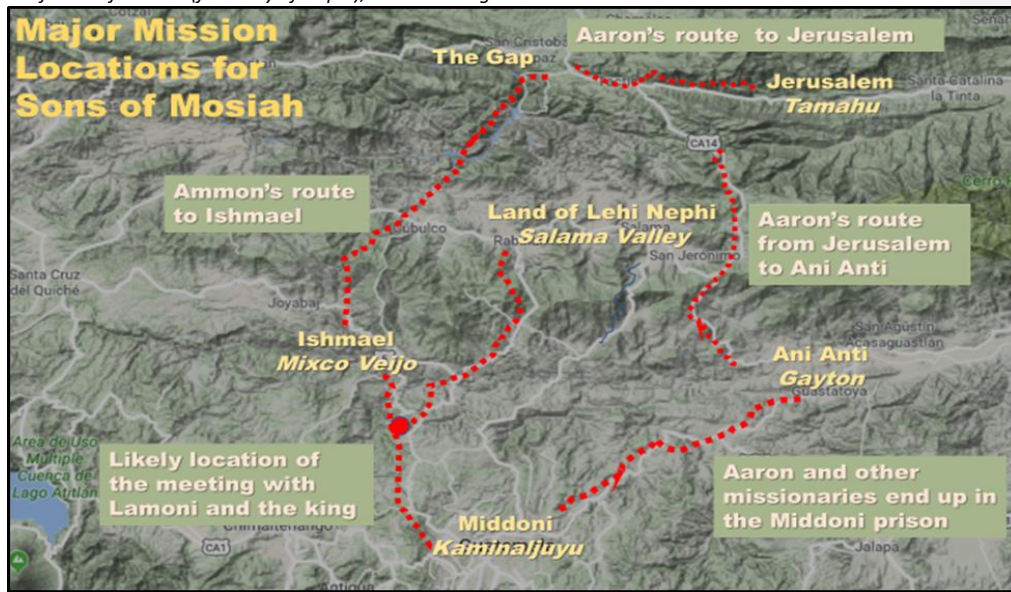 Major Mission
Locations for
Sons of Mosiah
The Gap
Aaron's route to Jerusalem
Jerusalem
Tamahu
Santa Catalina
la Tinta
CA14
Ammon's route
to Ishmael
Land of Lehi Nephi
Salama Valley
Cubulco
Salama
San Jerónimo
Aaron's route
from Jerusalem
to Ani Anti
Santa Cruz
del Quiché
Joyabaj
Ishmael
Mixco Veijo
San Agustín
Acasaguastlán
Ani Anti
Gayton
Guastatoya
Area de Uso
Múltiple
Cuenca de
Lago Atitlán
Likely location of
the meeting with
Lamoni and the king
Chimaltenango
CA1
Middoni
Kaminaljuyu
Aaron and other
missionaries end up in
the Middoni prison
Jalapa
Antigua